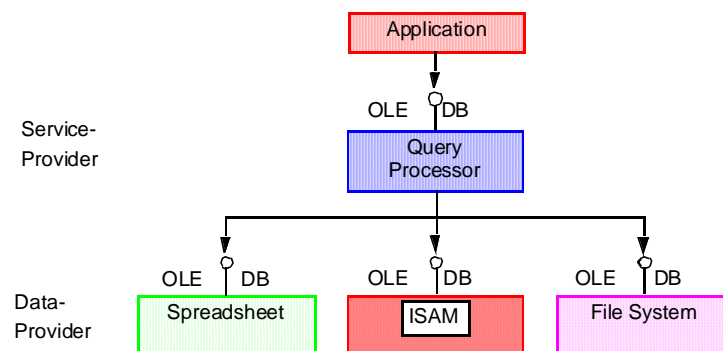 Application
OLE DB
Service-
Provider
Query
Processor
OLE DB OLE DB OLE DB
Data-
Provider
Spreadsheet ISAM File System